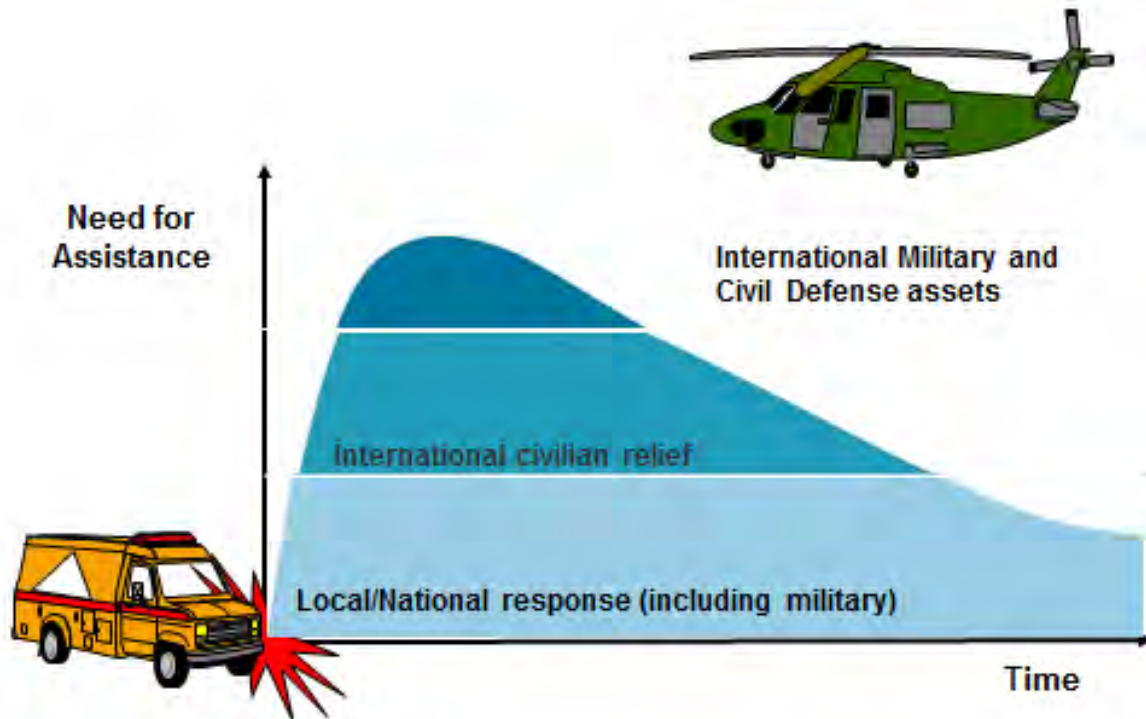 Need for
Assistance
International Military and
Civil Defense assets
International civilian relief
Local/National response (including military)
Time